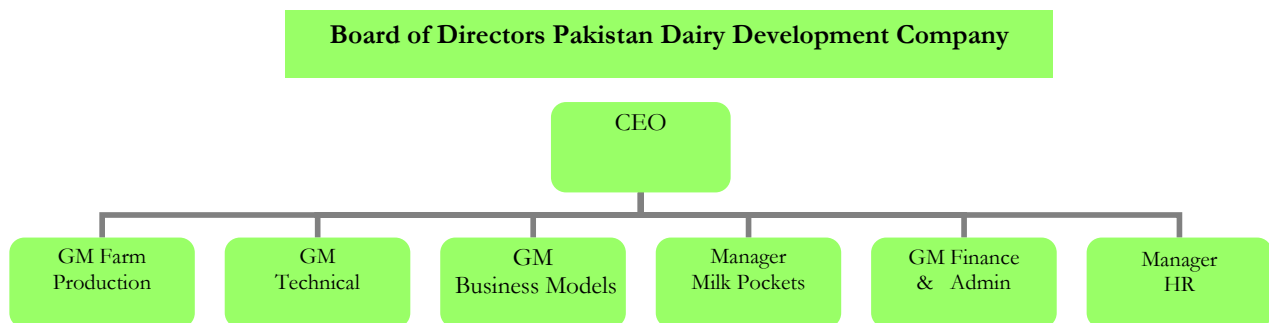 Board of Directors Pakistan Dairy Development Company
CEO
GM Farm
Production
GM
Technical
GM
Business Models
Manager
Milk Pockets
GM Finance
& Admin
Manager
HR